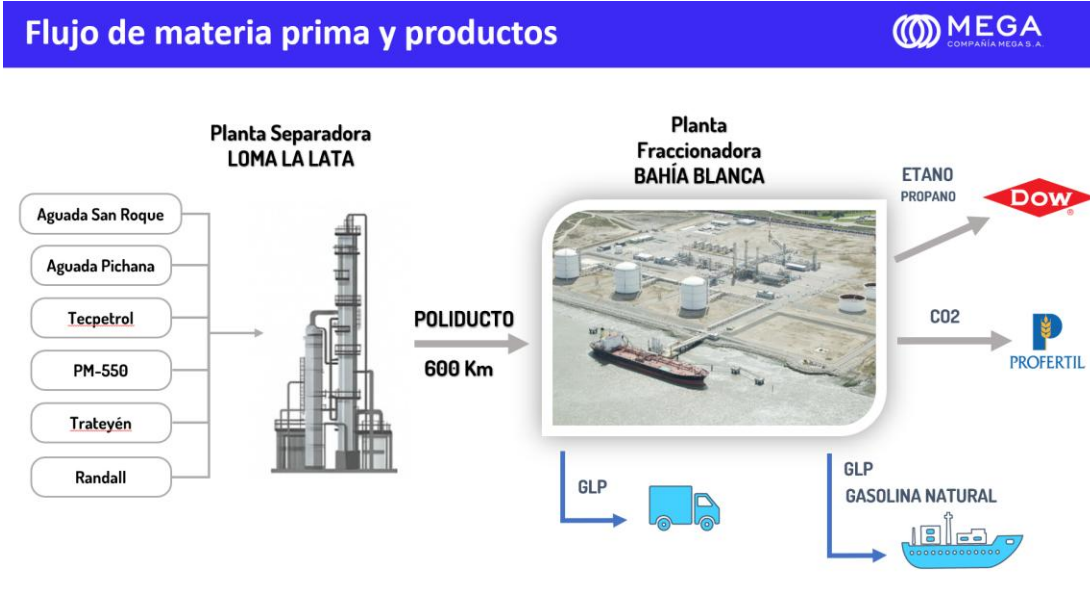 Flujo de materia prima y productos
MEGA
COMPAÑÍA MEGA S.A.
Planta Separadora
LOMA LA LATA
Aguada San Roque
Aguada Pichana
Tecpetrol
PM-550
Trateyén
Randall
POLIDUCTO
600 Km
Planta
Fraccionadora
BAHÍA BLANCA
ETANO
PROPANO
Dow
®
CO2
PROFERTIL
GLP
GLP
GASOLINA NATURAL